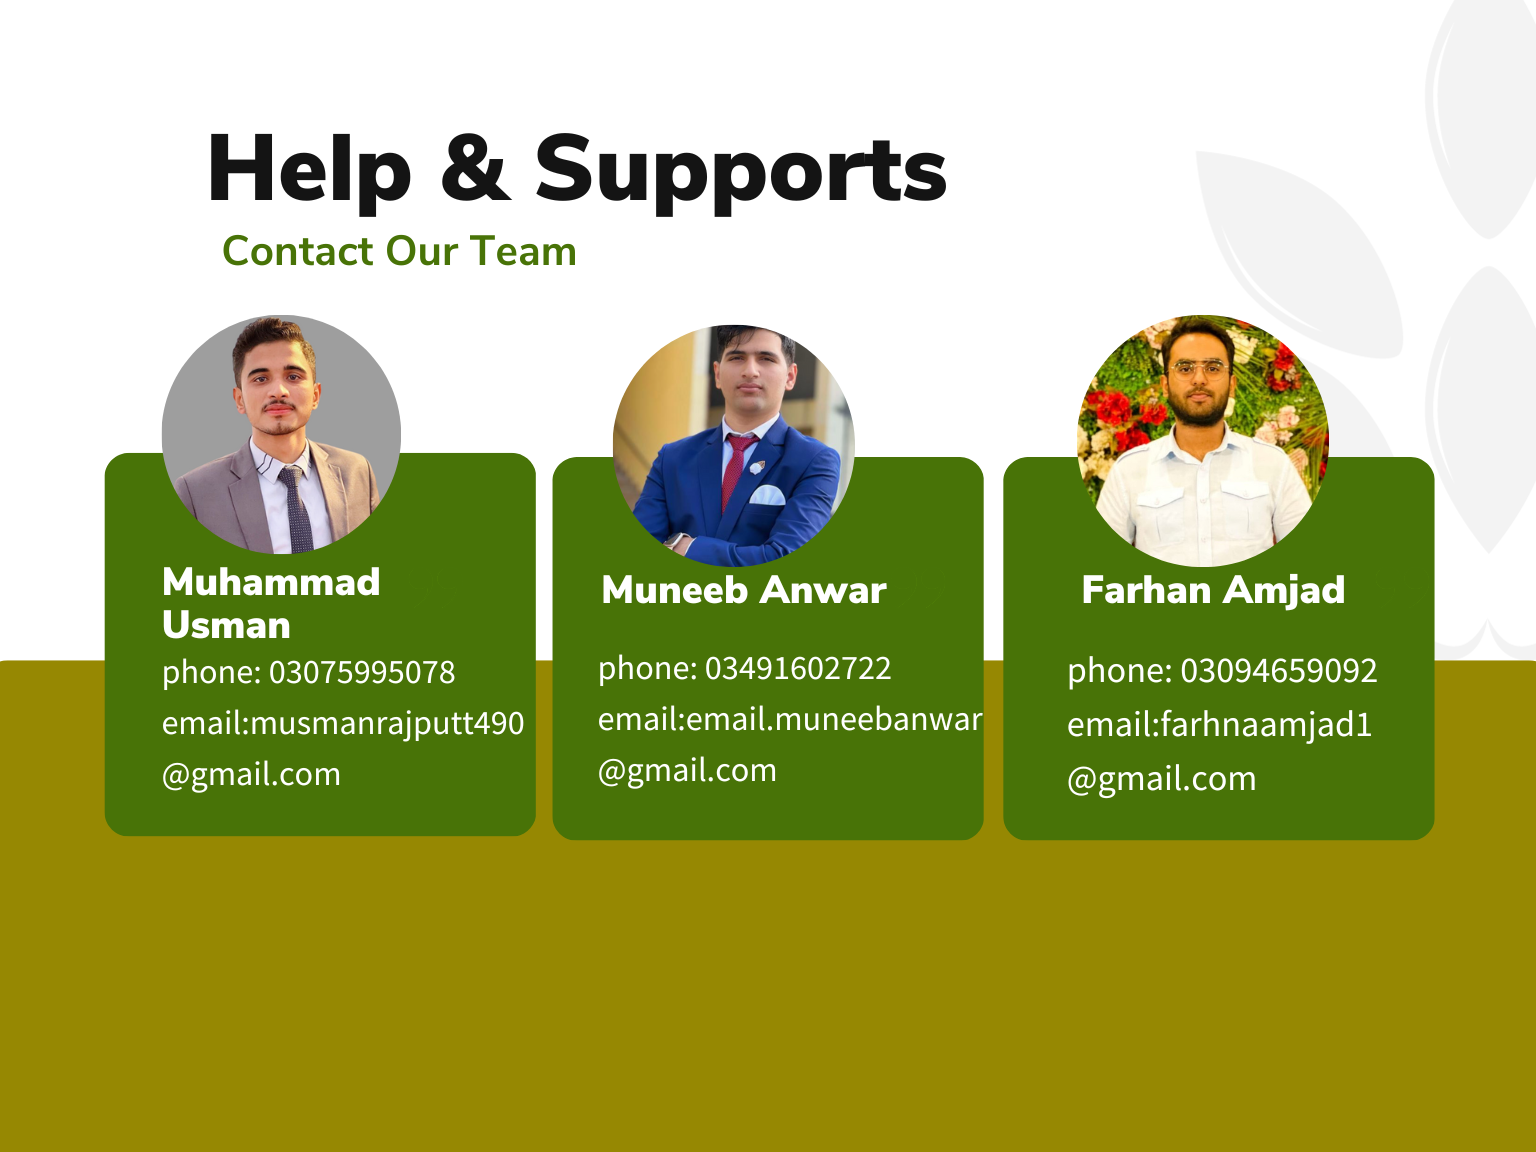 Help & Supports
Contact Our Team
Muhammad
Usman
phone: 03075995078
email:musmanrajputt490
@gmail.com
Muneeb Anwar
phone: 03491602722
email:email.muneebanwar
@gmail.com
Farhan Amjad
phone: 03094659092
email:farhnaamjad1
@gmail.com